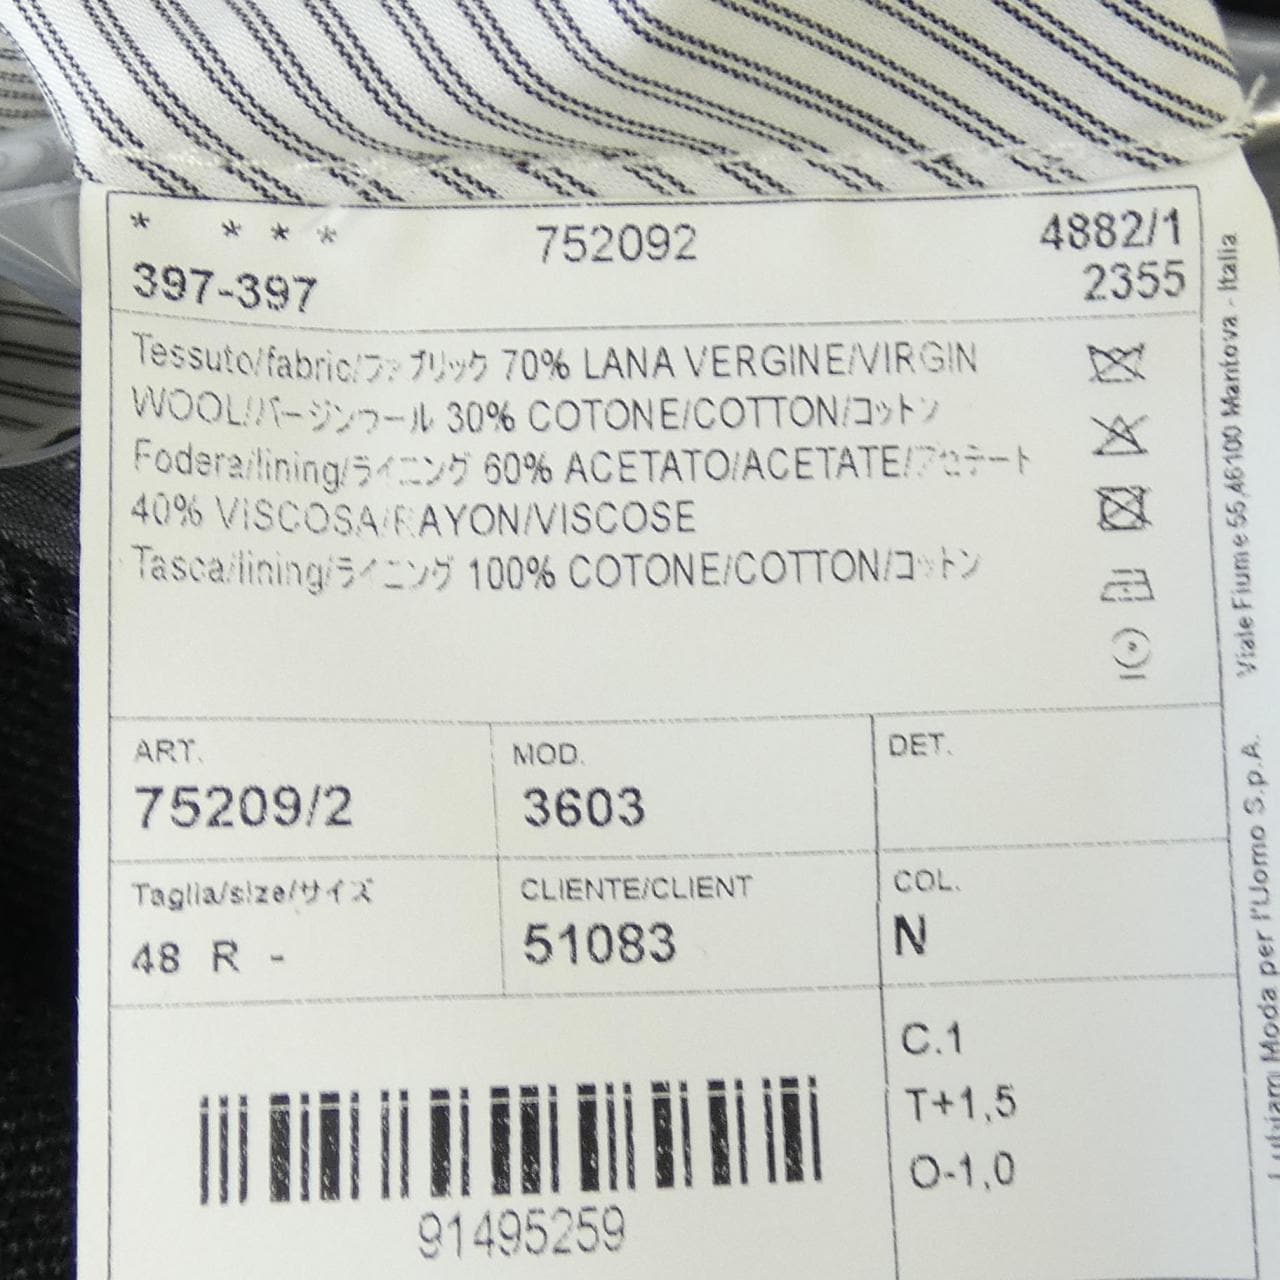 * * * *
752092
4882/1
397-397
2355
Tessuto/fabric/ファブリック 70% LANA VERGINE/VIRGIN
WOOL/バージンウール 30% COTONE/COTTON/コットン
Fodera/lining/ライニング 60% ACETATO/ACETATE/アセテート
40% VISCOSA/RAYON/VISCOSE
Tasca/lining/ライニング 100% COTONE/COTTON/コットン
ART.
75209/2
MOD.
3603
DET.
Taglia/size/サイズ
48 R -
CLIENTE/CLIENT
51083
COL.
N
C.1
T+1,5
O-1,0
91495259
Lubiam Moda per l'Uomo S.p.A. Viale Fiume 55,46100 Mantova - Italia